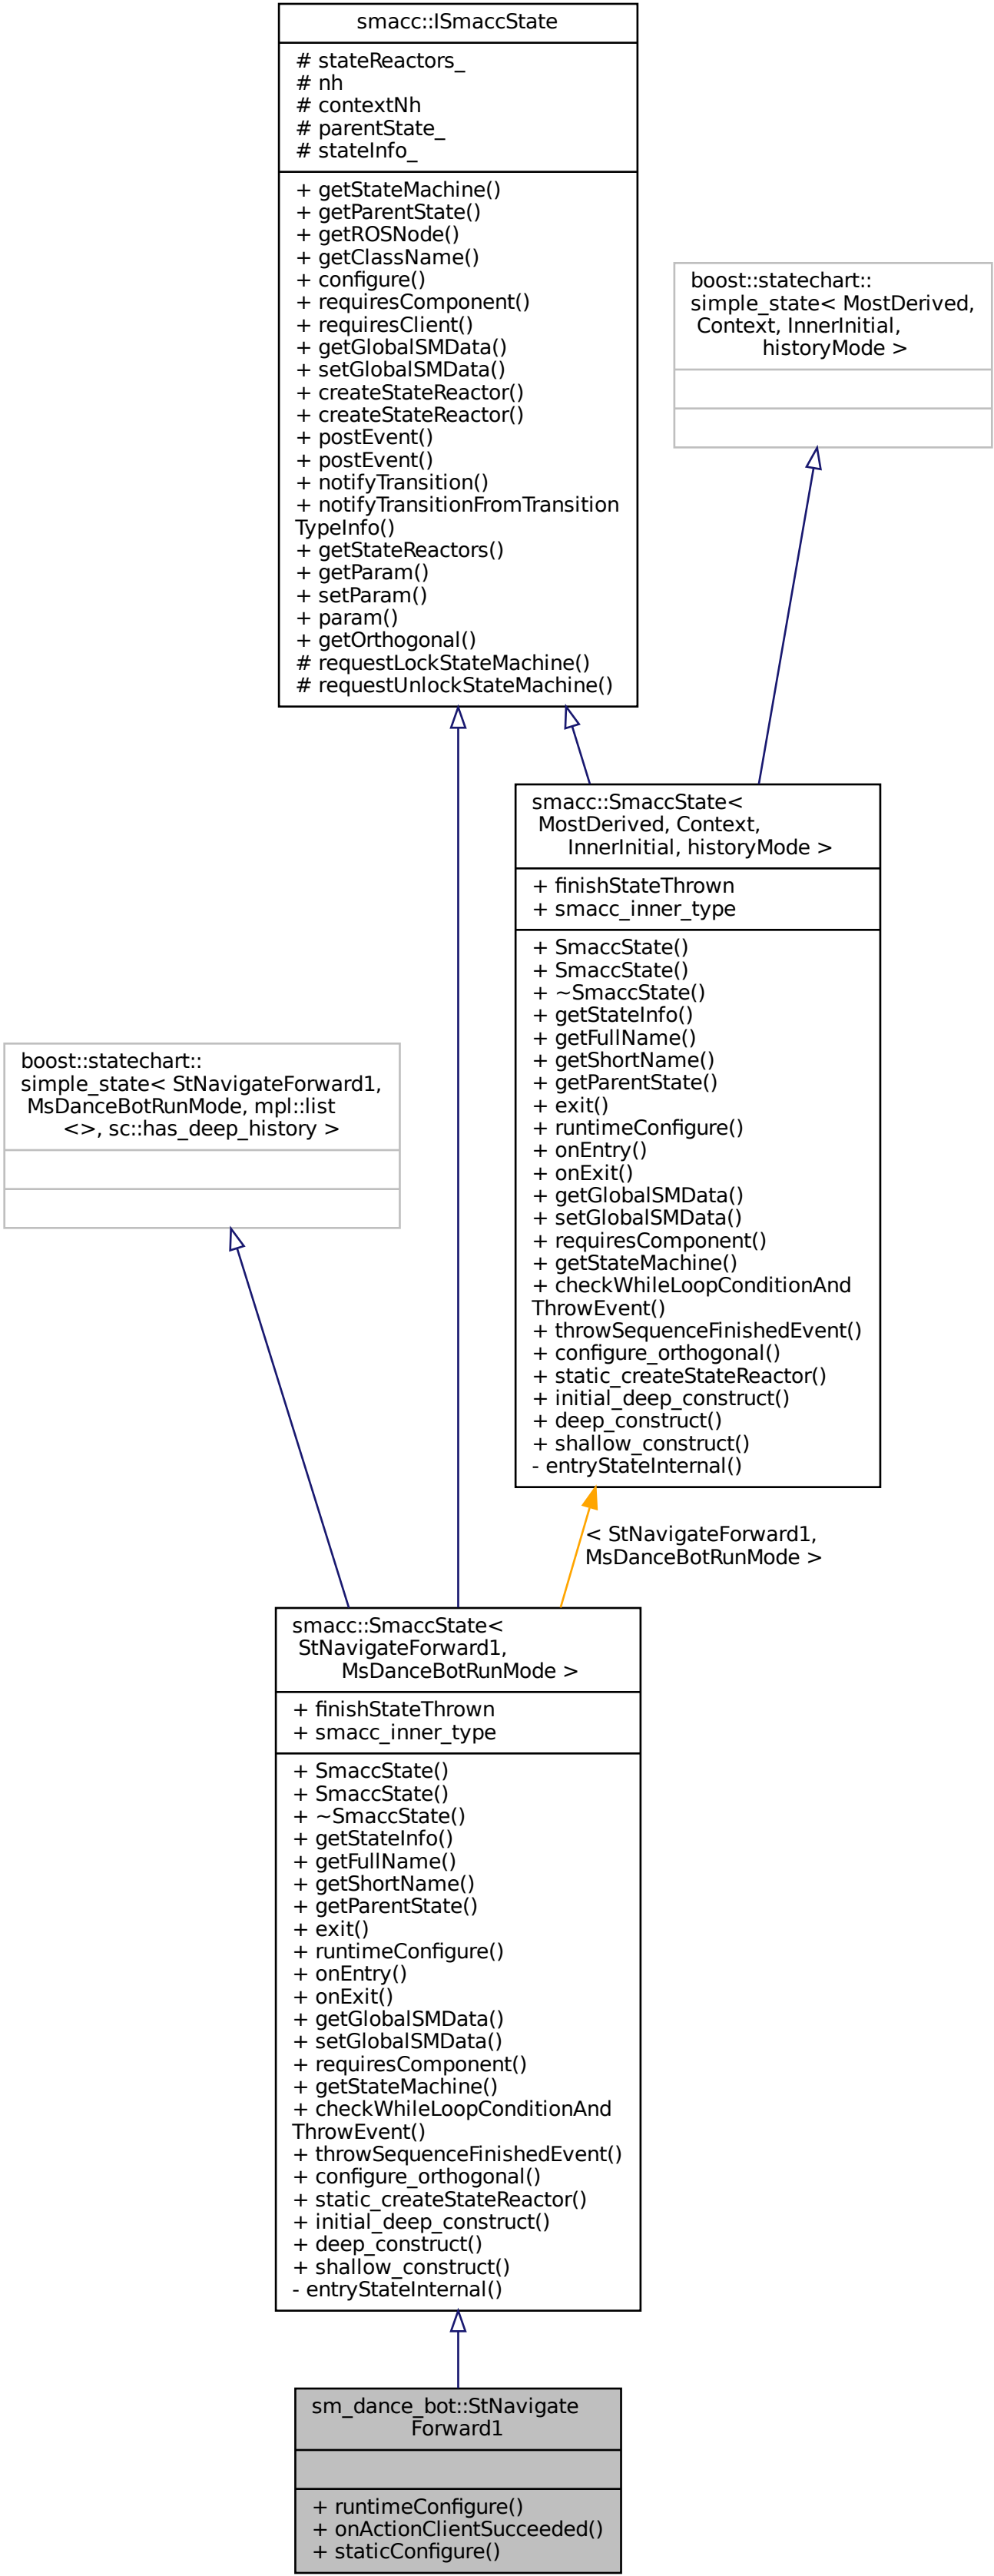 smacc::ISmaccState
# stateReactors_
# nh
# contextNh
# parentState_
# stateInfo_
+ getStateMachine()
+ getParentState()
+ getROSNode()
+ getClassName()
+ configure()
+ requiresComponent()
+ requiresClient()
+ getGlobalSMData()
+ setGlobalSMData()
+ createStateReactor()
+ createStateReactor()
+ postEvent()
+ postEvent()
+ notifyTransition()
+ notifyTransitionFromTransition
TypeInfo()
+ getStateReactors()
+ getParam()
+ setParam()
+ param()
+ getOrthogonal()
# requestLockStateMachine()
# requestUnlockStateMachine()
boost::statechart::
simple_state< MostDerived,
Context, InnerInitial,
historyMode >
smacc::SmaccState<
MostDerived, Context,
InnerInitial, historyMode >
+ finishStateThrown
+ smacc_inner_type
+ SmaccState()
+ SmaccState()
+ ~SmaccState()
+ getStateInfo()
+ getFullName()
+ getShortName()
+ getParentState()
+ exit()
+ runtimeConfigure()
+ onEntry()
+ onExit()
+ getGlobalSMData()
+ setGlobalSMData()
+ requiresComponent()
+ getStateMachine()
+ checkWhileLoopConditionAnd
ThrowEvent()
+ throwSequenceFinishedEvent()
+ configure_orthogonal()
+ static_createStateReactor()
+ initial_deep_construct()
+ deep_construct()
+ shallow_construct()
- entryStateInternal()
boost::statechart::
simple_state< StNavigateForward1,
MsDanceBotRunMode, mpl::list
<>, sc::has_deep_history >
< StNavigateForward1,
MsDanceBotRunMode >
smacc::SmaccState<
StNavigateForward1,
MsDanceBotRunMode >
+ finishStateThrown
+ smacc_inner_type
+ SmaccState()
+ SmaccState()
+ ~SmaccState()
+ getStateInfo()
+ getFullName()
+ getShortName()
+ getParentState()
+ exit()
+ runtimeConfigure()
+ onEntry()
+ onExit()
+ getGlobalSMData()
+ setGlobalSMData()
+ requiresComponent()
+ getStateMachine()
+ checkWhileLoopConditionAnd
ThrowEvent()
+ throwSequenceFinishedEvent()
+ configure_orthogonal()
+ static_createStateReactor()
+ initial_deep_construct()
+ deep_construct()
+ shallow_construct()
- entryStateInternal()
sm_dance_bot::StNavigate
Forward1
+ runtimeConfigure()
+ onActionClientSucceeded()
+ staticConfigure()